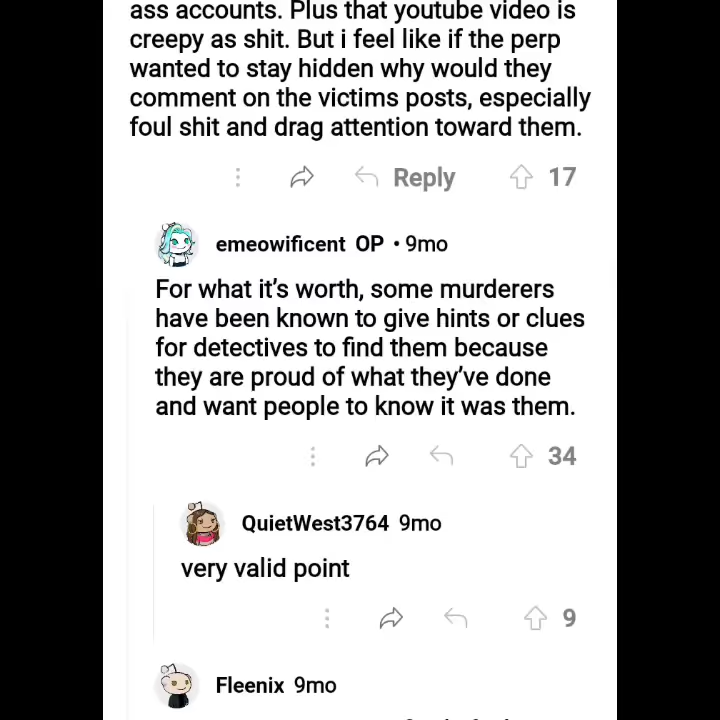 ass accounts. Plus that youtube video is
creepy as shit. But i feel like if the perp
wanted to stay hidden why would they
comment on the victims posts, especially
foul shit and drag attention toward them.
Reply 17
emeowificent OP • 9mo
For what it's worth, some murderers
have been known to give hints or clues
for detectives to find them because
they are proud of what they've done
and want people to know it was them.
34
QuietWest3764 9mo
very valid point
9
Fleenix 9mo